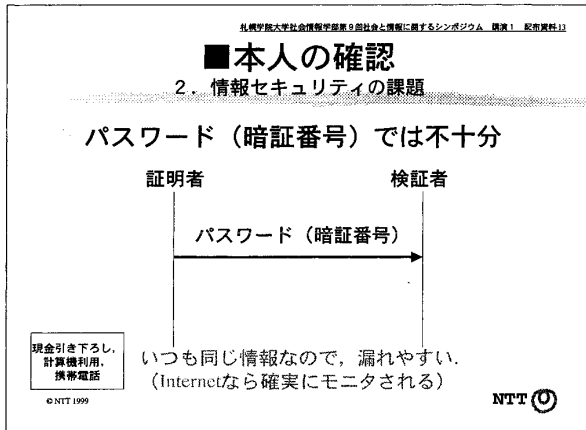 札幌学院大学社会情報学部第9回社会と情報に関するシンポジウム 講演1 配布資料-13
■本人の確認
2．情報セキュリティの課題
パスワード（暗証番号）では不十分
証明者 検証者
パスワード（暗証番号）
現金引き下ろし，
計算機利用，
携帯電話
いつも同じ情報なので，漏れやすい．
（Internetなら確実にモニタされる）
© NTT 1999
NTT